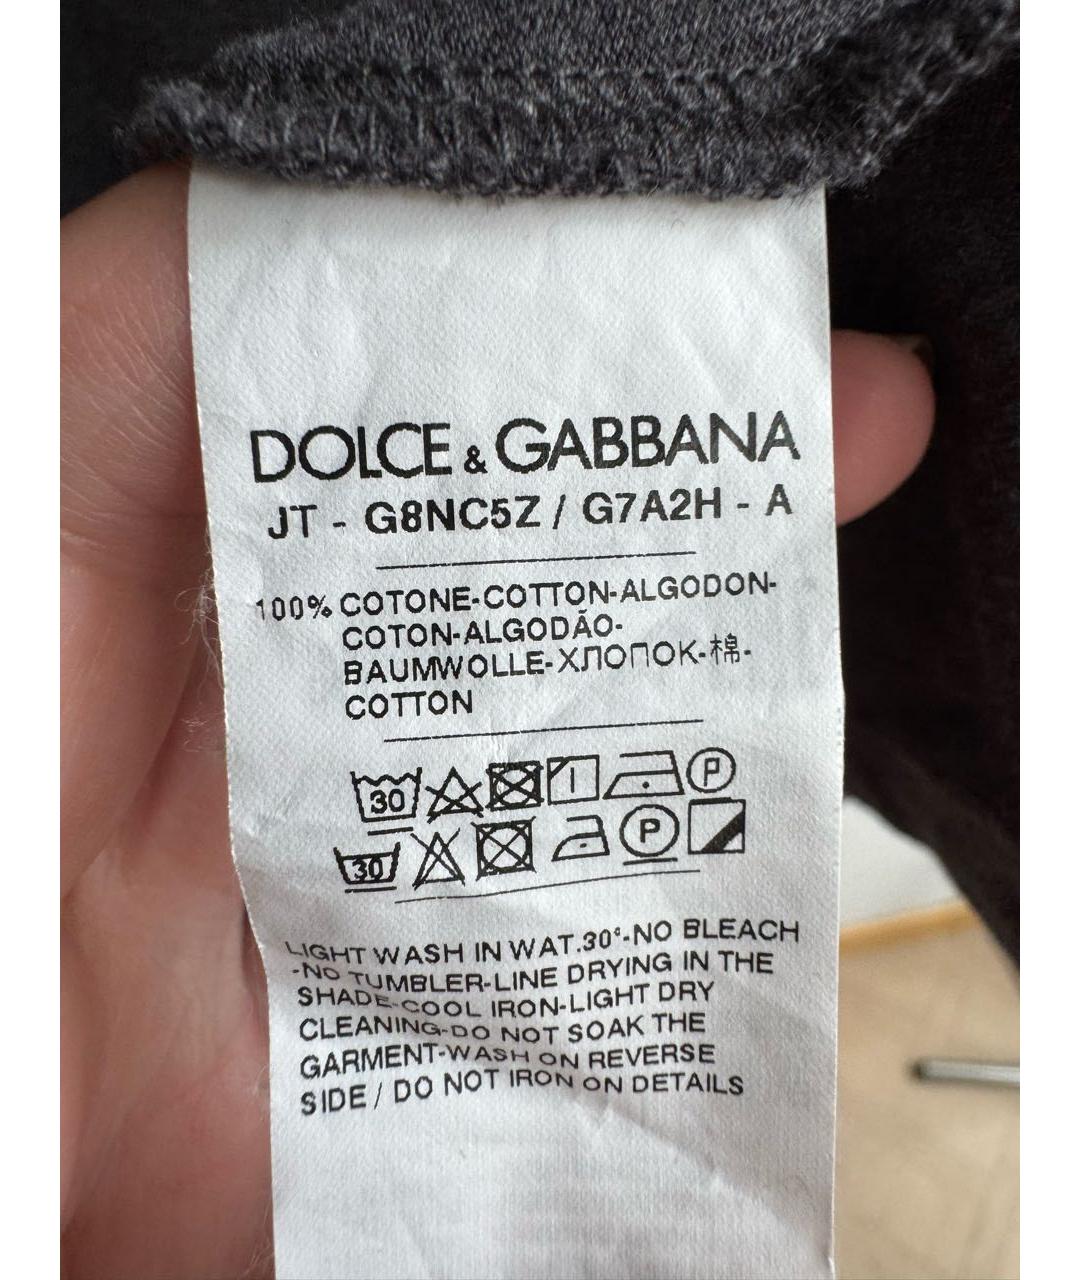 DOLCE & GABBANA
JT - G8NC5Z / G7A2H - A
100% COTONE-COTTON-ALGODON-
COTON-ALGODÃO-
BAUMWOLLE-ХЛОПОК-棉-
COTTON
30 P
30 P
LIGHT WASH IN WAT.30°-NO BLEACH
-NO TUMBLER-LINE DRYING IN THE
SHADE-COOL IRON-LIGHT DRY
CLEANING-DO NOT SOAK THE
GARMENT-WASH ON REVERSE
SIDE / DO NOT IRON ON DETAILS